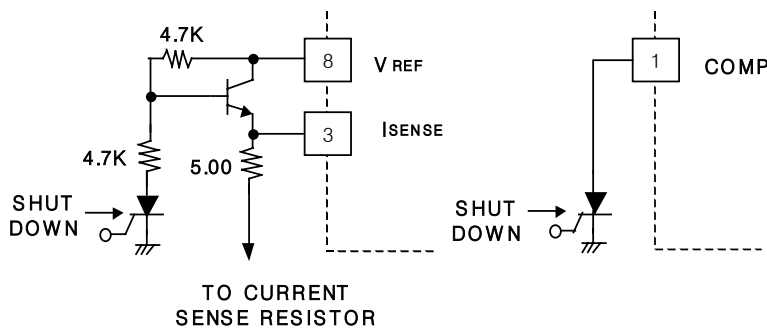 4.7K
8
VREF
1
COMP
3
ISENSE
4.7K
5.00
SHUT
DOWN
SHUT
DOWN
TO CURRENT
SENSE RESISTOR